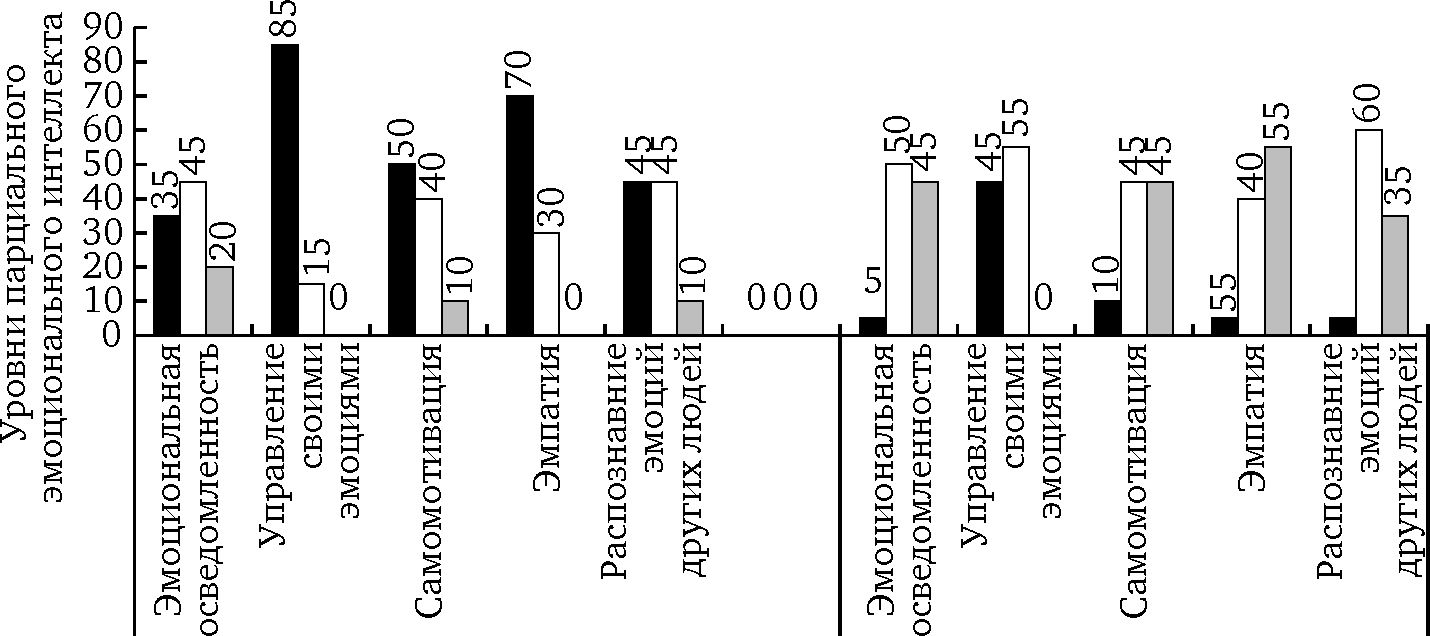 Уровни парциального
эмоционального интеллекта
90
80
70
60
50
40
30
20
10
0
35
45
20
85
15
0
50
40
10
70
30
0
45
45
10
0 0 0
5
50
45
45
55
0
10
45
45
55
40
55
60
35
Эмоциональная
осведомленность
Управление
своими
эмоциями
Самомотивация
Эмпатия
Распознавние
эмоций
других людей
Эмоциональная
осведомленность
Управление
своими
эмоциями
Самомотивация
Эмпатия
Распознавние
эмоций
других людей